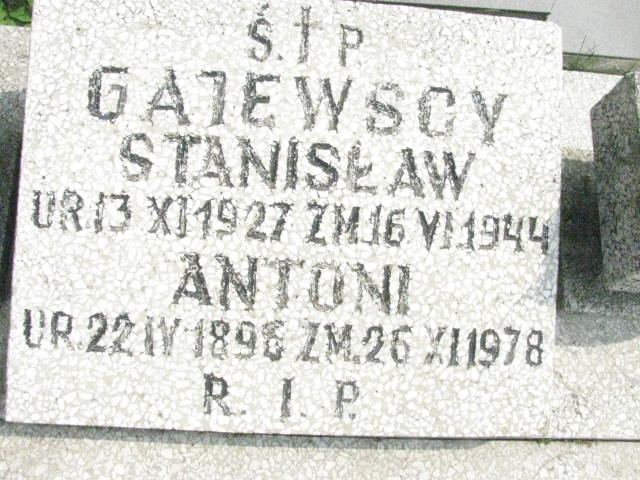 Ś.†P
GAJEWSCY
STANISŁAW
UR.13 XI 1927 ZM.16 VI.1944
ANTONI
UR.22.IV 1896 ZM.26 XI 1978
R. I. P.